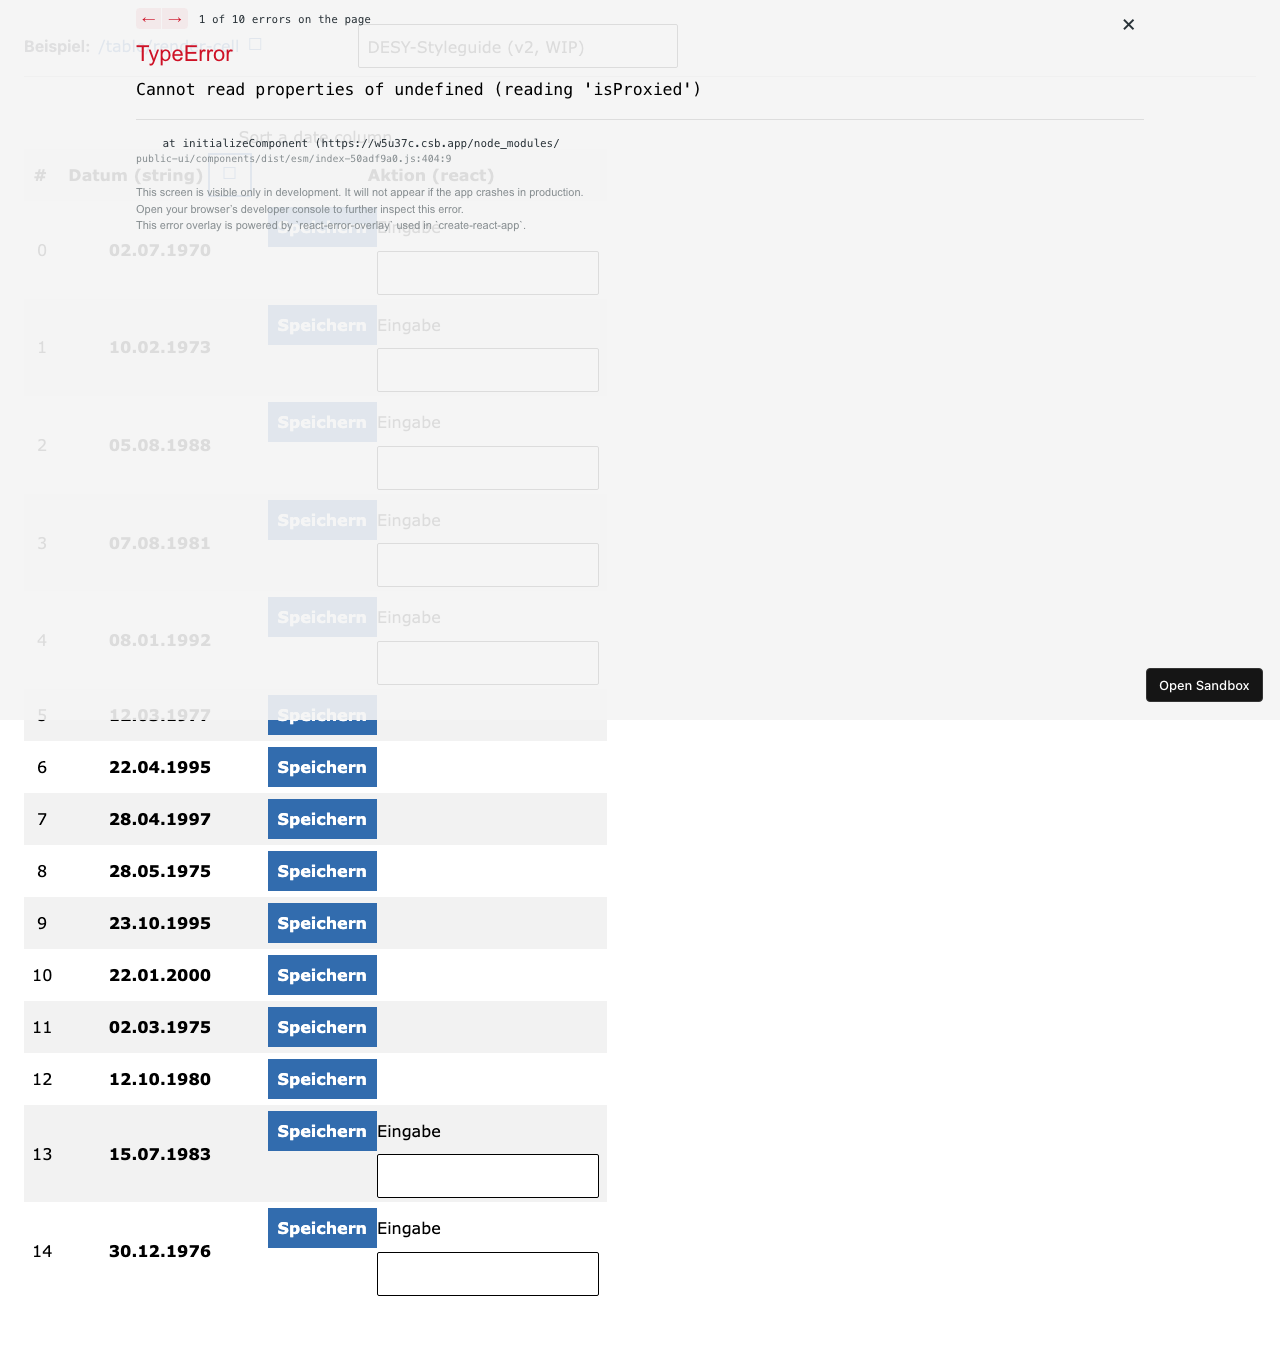 ← → 1 of 10 errors on the page
Beispiel: /table/render-cell
DESY-Styleguide (v2, WIP)
TypeError
Cannot read properties of undefined (reading 'isProxied')
Sort a date column
at initializeComponent (https://w5u37c.csb.app/node_modules/
public-ui/components/dist/esm/index-50adf9a0.js:404:9
# Datum (string) Aktion (react)
This screen is visible only in development. It will not appear if the app crashes in production.
Open your browser’s developer console to further inspect this error.
This error overlay is powered by `react-error-overlay` used in `create-react-app`.
0 02.07.1970 Speichern Eingabe
1 10.02.1973 Speichern Eingabe
2 05.08.1988 Speichern Eingabe
3 07.08.1981 Speichern Eingabe
4 08.01.1992 Speichern Eingabe
Open Sandbox
5 12.03.1977 Speichern
6 22.04.1995 Speichern
7 28.04.1997 Speichern
8 28.05.1975 Speichern
9 23.10.1995 Speichern
10 22.01.2000 Speichern
11 02.03.1975 Speichern
12 12.10.1980 Speichern
13 15.07.1983 Speichern Eingabe
14 30.12.1976 Speichern Eingabe